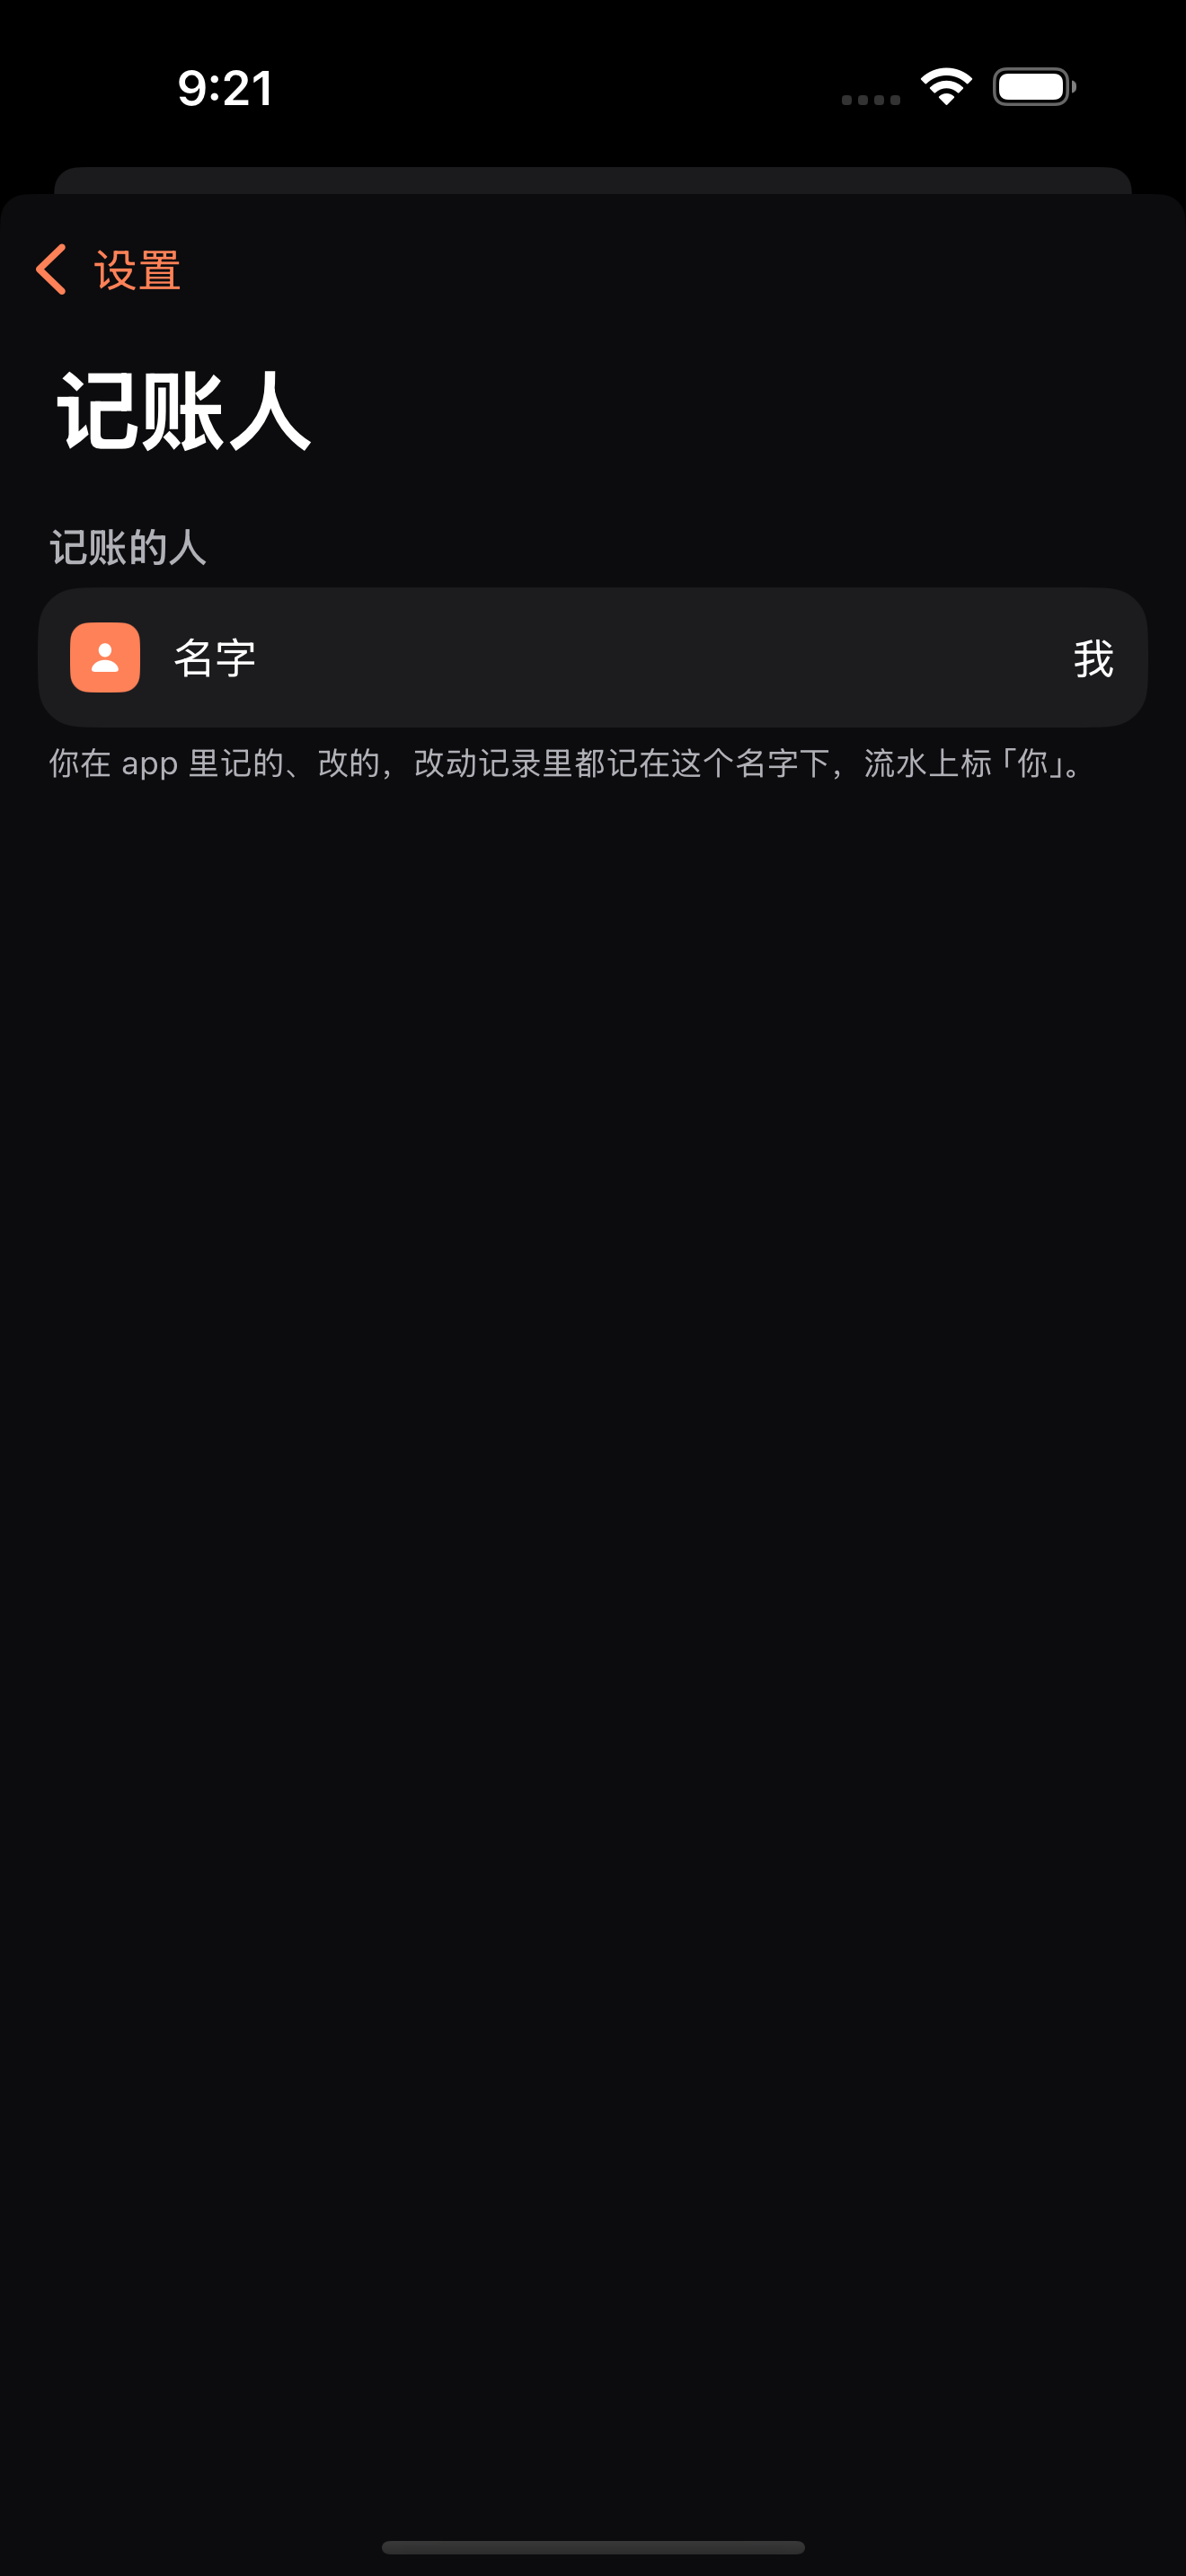 9:21
设置
记账人
记账的人
名字
我
你在 app 里记的、改的，改动记录里都记在这个名字下，流水上标「你」。